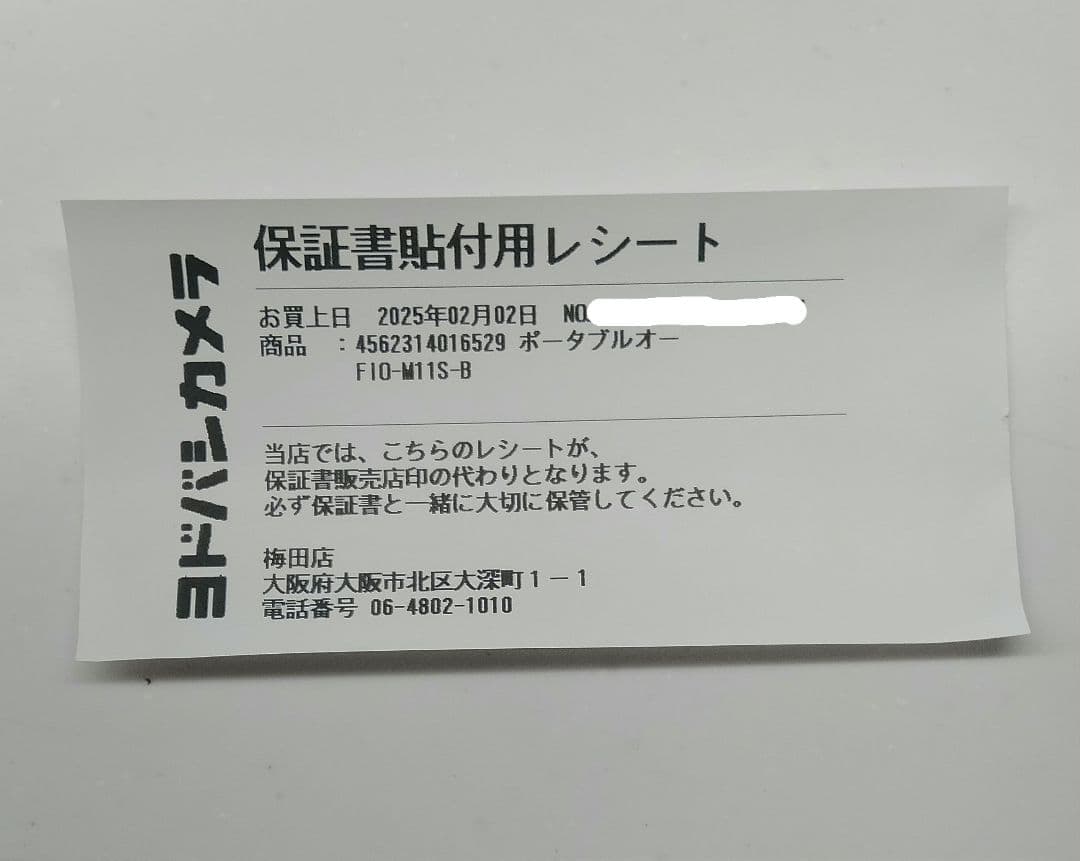 ヨドバシカメラ
保証書貼付用レシート
お買上日 2025年02月02日 NO.
商品 :4562314016529 ポータブルオー
FIO-M11S-B
当店では、こちらのレシートが、
保証書販売店印の代わりとなります。
必ず保証書と一緒に大切に保管してください。
梅田店
大阪府大阪市北区大深町1-1
電話番号 06-4802-1010